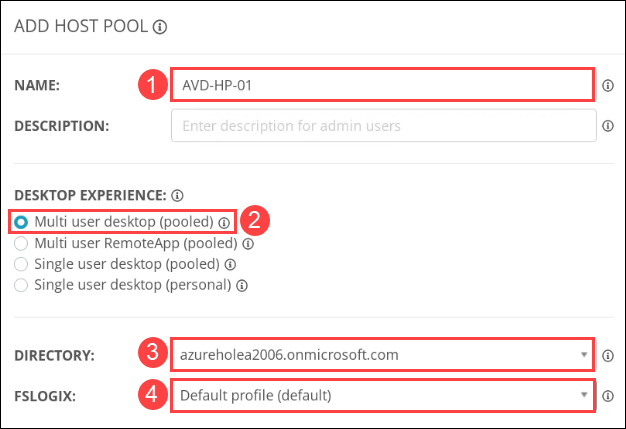 ADD HOST POOL
NAME: 1 AVD-HP-01
DESCRIPTION: Enter description for admin users
DESKTOP EXPERIENCE:
Multi user desktop (pooled) 2
Multi user RemoteApp (pooled)
Single user desktop (pooled)
Single user desktop (personal)
DIRECTORY: 3 azureholea2006.onmicrosoft.com
FSLOGIX: 4 Default profile (default)